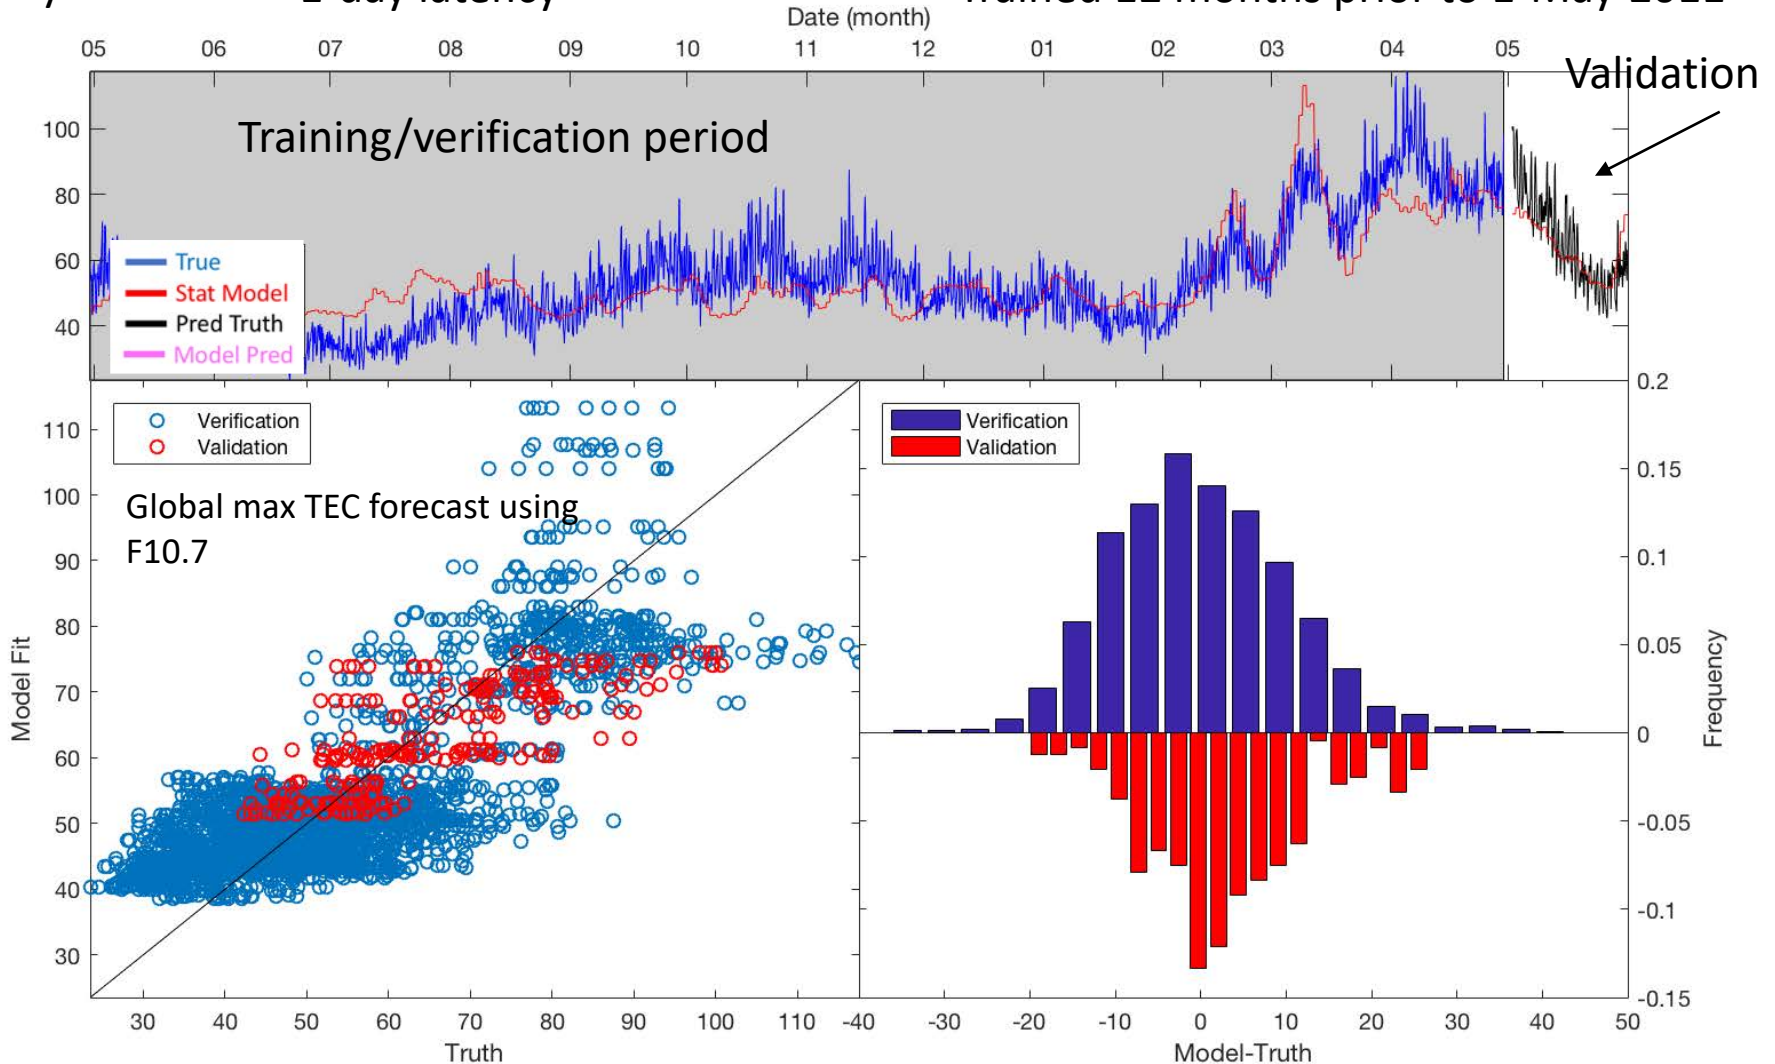 Date (month)
05 06 07 08 09 10 11 12 01 02 03 04 05
Validation
Training/verification period
100
80
60
40
True
Stat Model
Pred Truth
Model Pred
Verification
Validation
Global max TEC forecast using
F10.7
110
100
90
80
70
60
50
40
30
Model Fit
30 40 50 60 70 80 90 100 110
Truth
Verification
Validation
0.2
0.15
0.1
0.05
0
-0.05
-0.1
-0.15
Frequency
-40 -30 -20 -10 0 10 20 30 40 50
Model-Truth